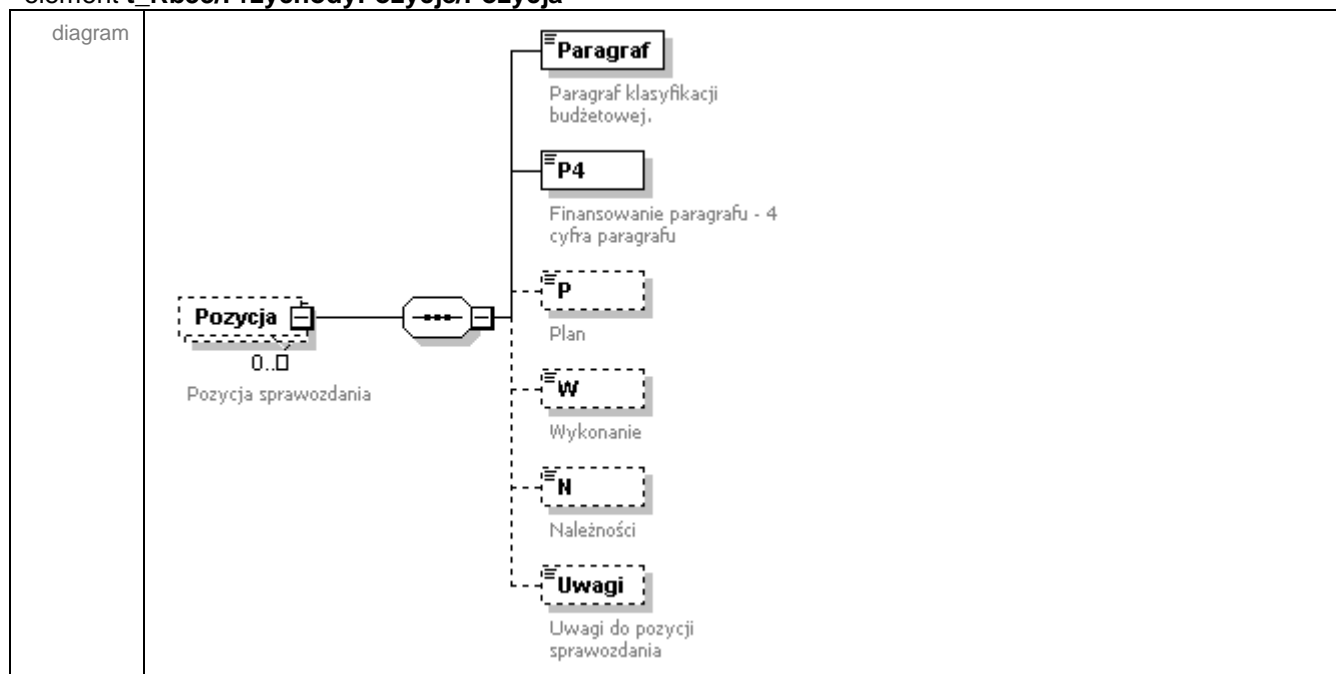 diagram
Paragraf
Paragraf klasyfikacji
budżetowej.
P4
Finansowanie paragrafu - 4
cyfra paragrafu
P
Plan
Pozycja
0..
Pozycja sprawozdania
W
Wykonanie
N
Należności
Uwagi
Uwagi do pozycji
sprawozdania